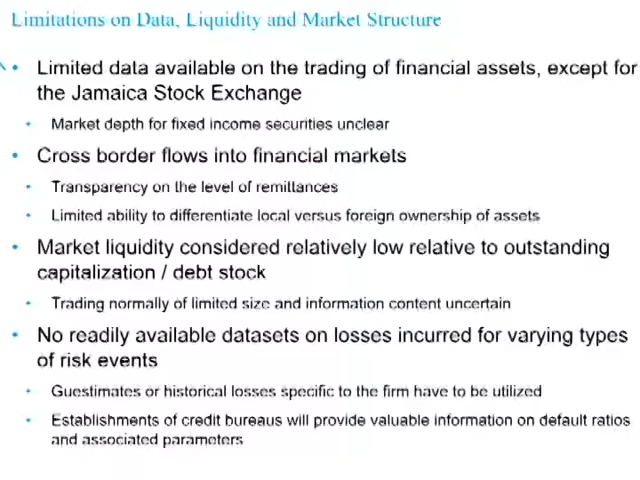 Limitations on Data, Liquidity and Market Structure
• Limited data available on the trading of financial assets, except for
the Jamaica Stock Exchange
• Market depth for fixed income securities unclear
• Cross border flows into financial markets
• Transparency on the level of remittances
• Limited ability to differentiate local versus foreign ownership of assets
• Market liquidity considered relatively low relative to outstanding
capitalization / debt stock
• Trading normally of limited size and information content uncertain
• No readily available datasets on losses incurred for varying types
of risk events
• Guestimates or historical losses specific to the firm have to be utilized
• Establishments of credit bureaus will provide valuable information on default ratios
and associated parameters